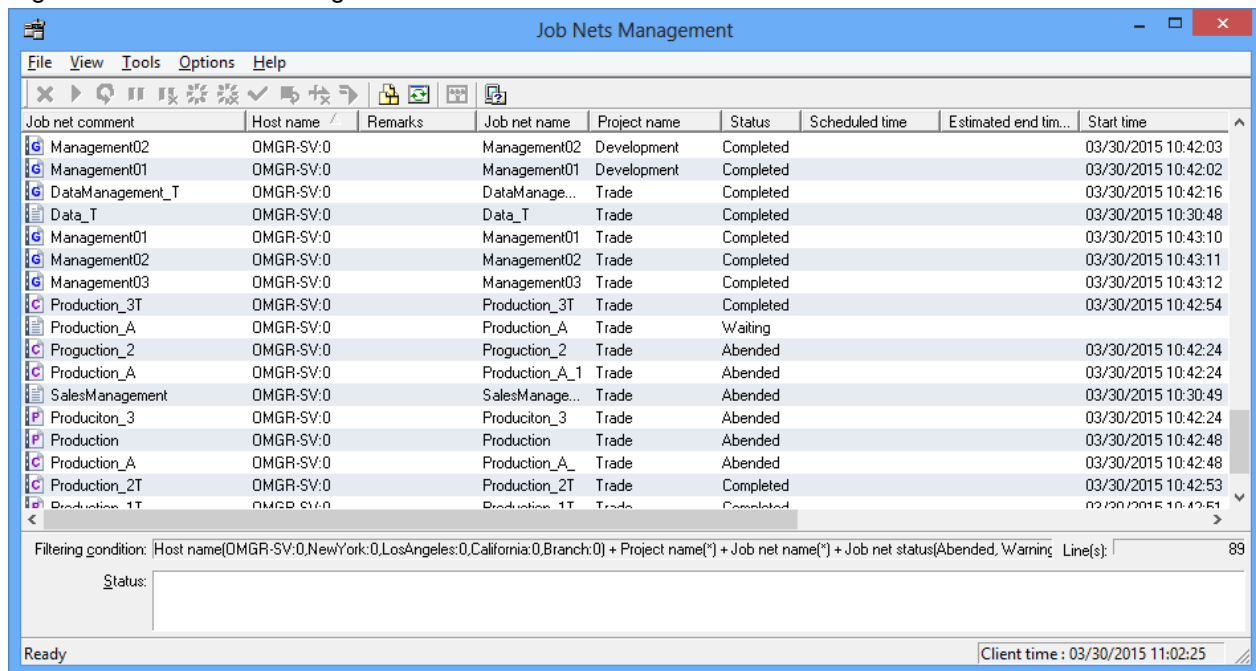 Job Nets Management
File View Tools Options Help
Job net comment Host name Remarks Job net name Project name Status Scheduled time Estimated end tim... Start time
G Management02 OMGR-SV:0 Management02 Development Completed 03/30/2015 10:42:03
G Management01 OMGR-SV:0 Management01 Development Completed 03/30/2015 10:42:02
G DataManagement_T OMGR-SV:0 DataManage... Trade Completed 03/30/2015 10:42:16
Data_T OMGR-SV:0 Data_T Trade Completed 03/30/2015 10:30:48
G Management01 OMGR-SV:0 Management01 Trade Completed 03/30/2015 10:43:10
G Management02 OMGR-SV:0 Management02 Trade Completed 03/30/2015 10:43:11
G Management03 OMGR-SV:0 Management03 Trade Completed 03/30/2015 10:43:12
C Production_3T OMGR-SV:0 Production_3T Trade Completed 03/30/2015 10:42:54
Production_A OMGR-SV:0 Production_A Trade Waiting
C Proguction_2 OMGR-SV:0 Proguction_2 Trade Abended 03/30/2015 10:42:24
C Production_A OMGR-SV:0 Production_A_1 Trade Abended 03/30/2015 10:42:24
SalesManagement OMGR-SV:0 SalesManage... Trade Abended 03/30/2015 10:30:49
P Produciton_3 OMGR-SV:0 Produciton_3 Trade Abended 03/30/2015 10:42:24
P Production OMGR-SV:0 Production Trade Abended 03/30/2015 10:42:48
C Production_A OMGR-SV:0 Production_A_ Trade Abended 03/30/2015 10:42:48
C Production_2T OMGR-SV:0 Production_2T Trade Completed 03/30/2015 10:42:53
P Production_1T OMGR-SV:0 Production_1T Trade Completed 03/30/2015 10:42:51
Filtering condition: Host name(OMGR-SV:0,NewYork:0,LosAngeles:0,California:0,Branch:0) + Project name(*) + Job net name(*) + Job net status(Abended, Warning Line(s): 89
Status:
Ready Client time : 03/30/2015 11:02:25